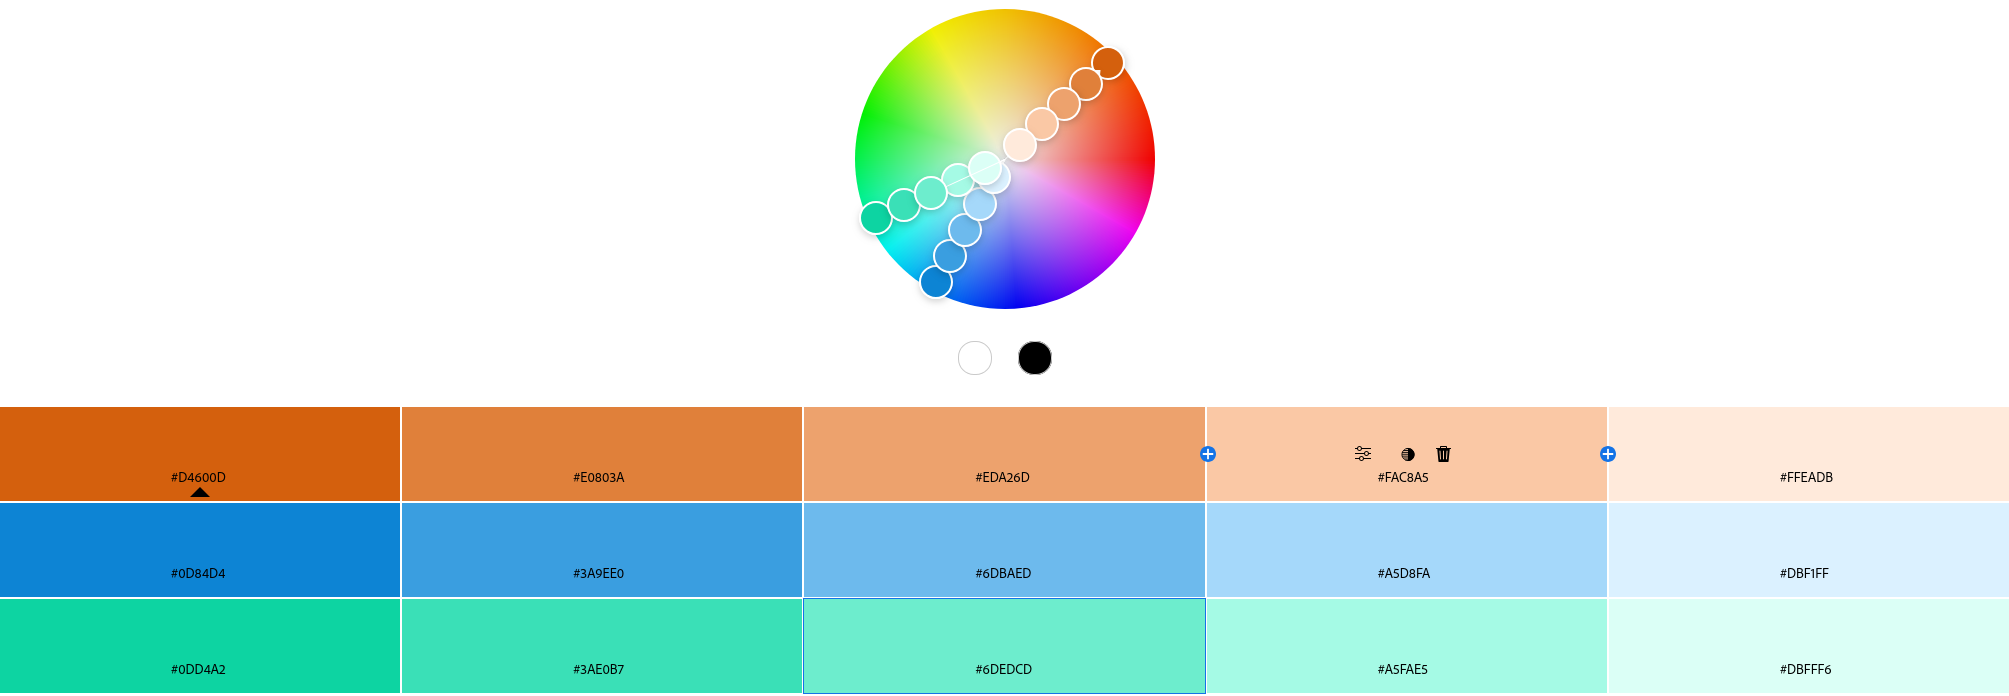 #D4600D #E0803A #EDA26D #FAC8A5 #FFEADB
#0D84D4 #3A9EE0 #6DBAED #A5D8FA #DBF1FF
#0DD4A2 #3AE0B7 #6DEDCD #A5FAE5 #DBFFF6